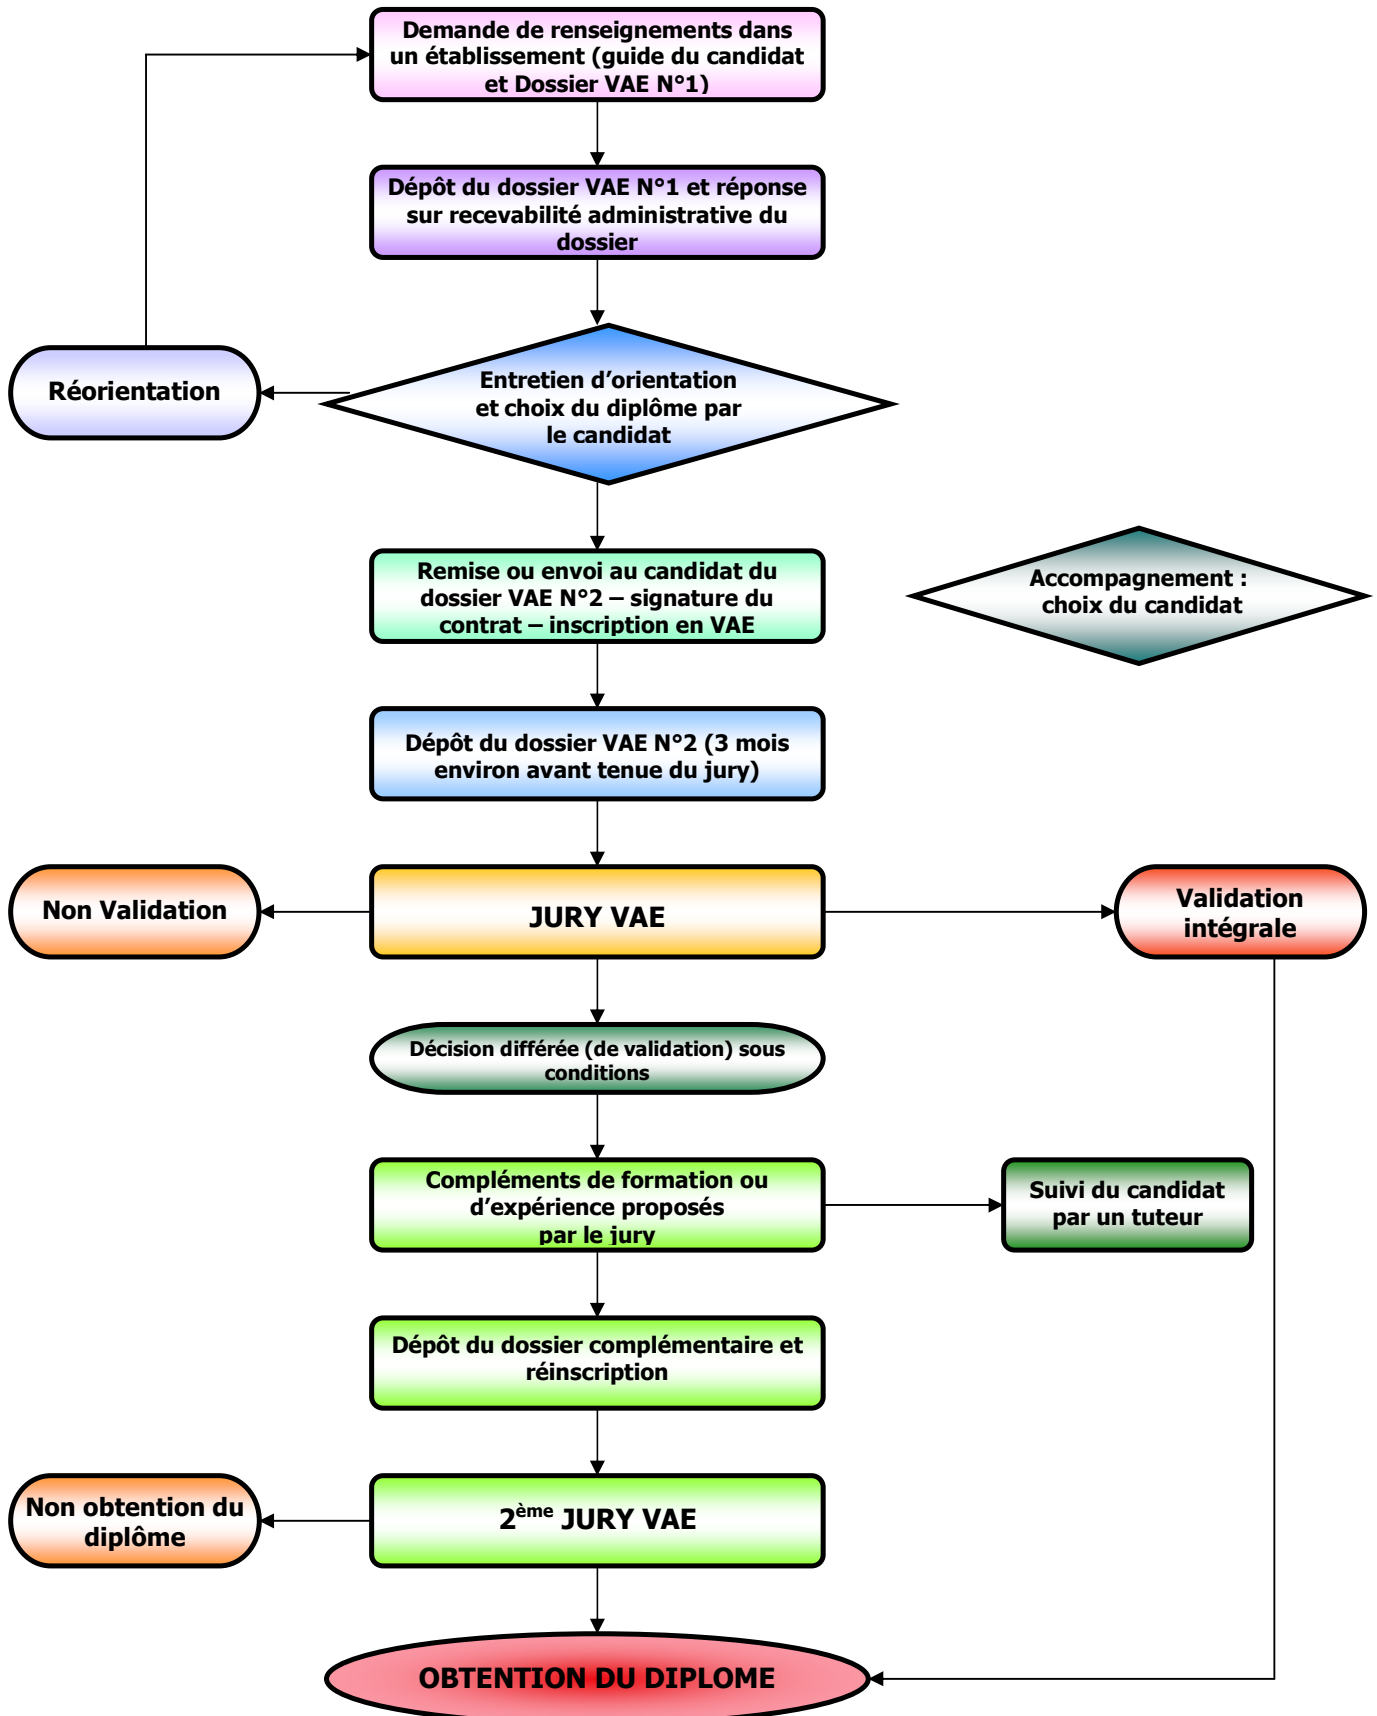 Demande de renseignements dans
un établissement (guide du candidat
et Dossier VAE N°1)
Dépôt du dossier VAE N°1 et réponse
sur recevabilité administrative du
dossier
Réorientation
Entretien d’orientation
et choix du diplôme par
le candidat
Remise ou envoi au candidat du
dossier VAE N°2 – signature du
contrat – inscription en VAE
Accompagnement :
choix du candidat
Dépôt du dossier VAE N°2 (3 mois
environ avant tenue du jury)
Non Validation
JURY VAE
Validation
intégrale
Décision différée (de validation) sous
conditions
Compléments de formation ou
d’expérience proposés
par le jury
Suivi du candidat
par un tuteur
Dépôt du dossier complémentaire et
réinscription
Non obtention du
diplôme
2ème JURY VAE
OBTENTION DU DIPLOME